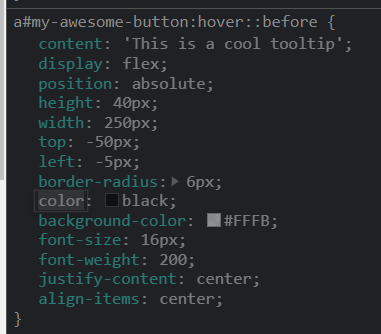 a#my-awesome-button:hover::before {
content: 'This is a cool tooltip';
display: flex;
position: absolute;
height: 40px;
width: 250px;
top: -50px;
left: -5px;
border-radius: 6px;
color: black;
background-color: #FFFB;
font-size: 16px;
font-weight: 200;
justify-content: center;
align-items: center;
}